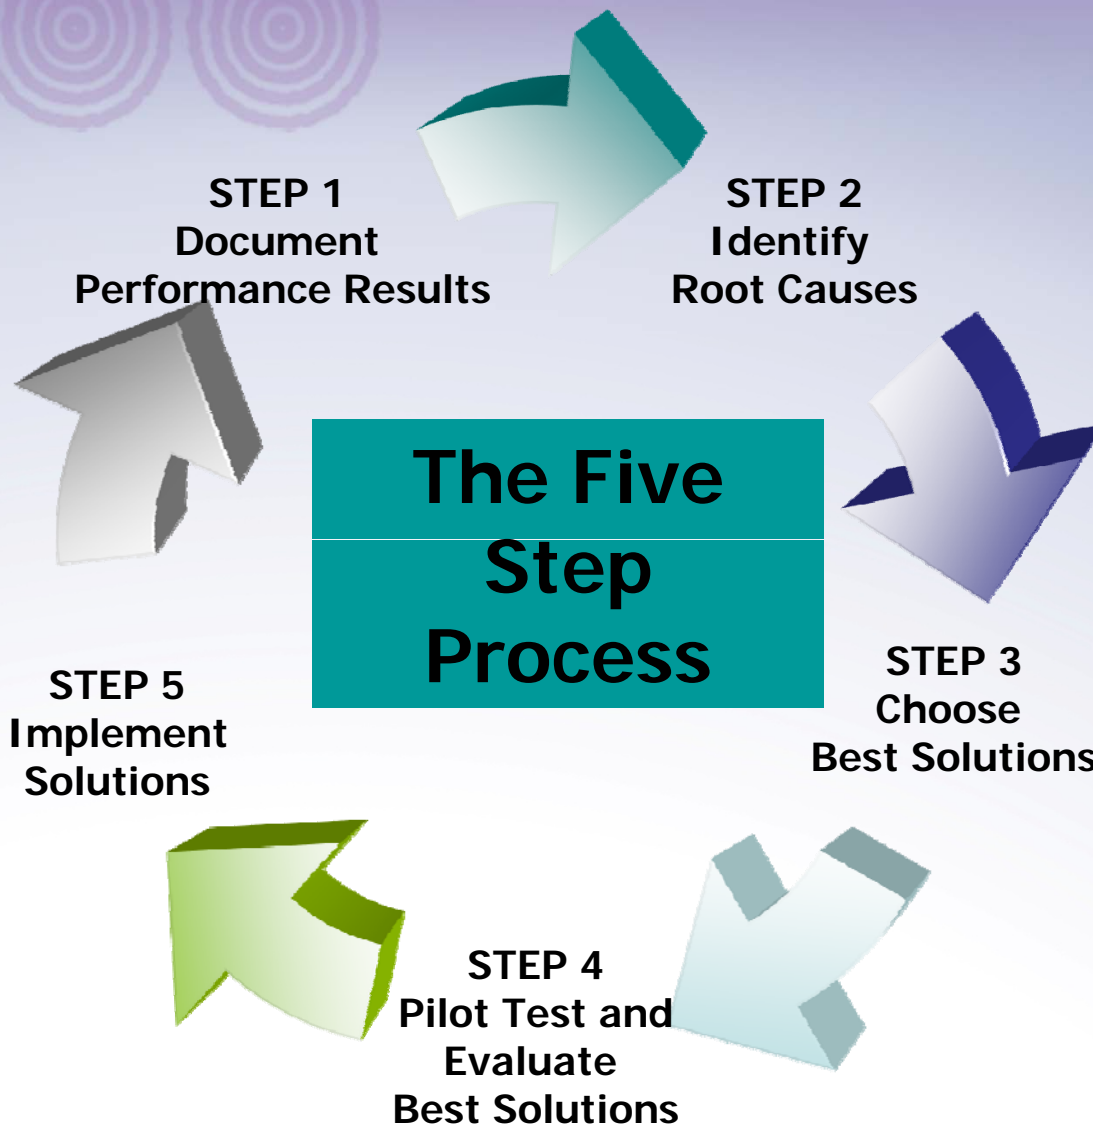 STEP 1
Document
Performance Results
STEP 2
Identify
Root Causes
The Five
Step
Process
STEP 3
Choose
Best Solutions
STEP 4
Pilot Test and
Evaluate
Best Solutions
STEP 5
Implement
Solutions